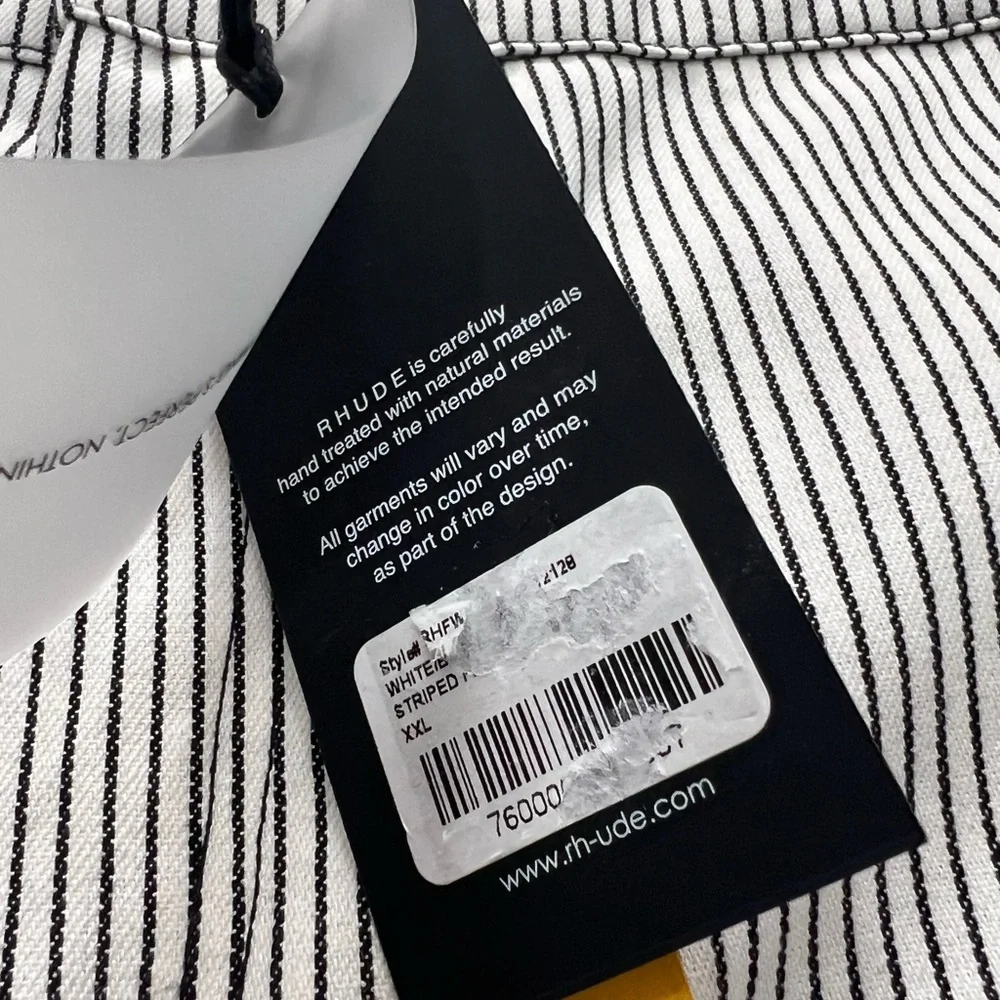 R H U D E is carefully
hand treated with natural materials
to achieve the intended result.
All garments will vary and may
change in color over time,
as part of the design.
Style# RHFW
WHITE/B
STRIPED
XXL
www.rh-ude.com
NOTHIN